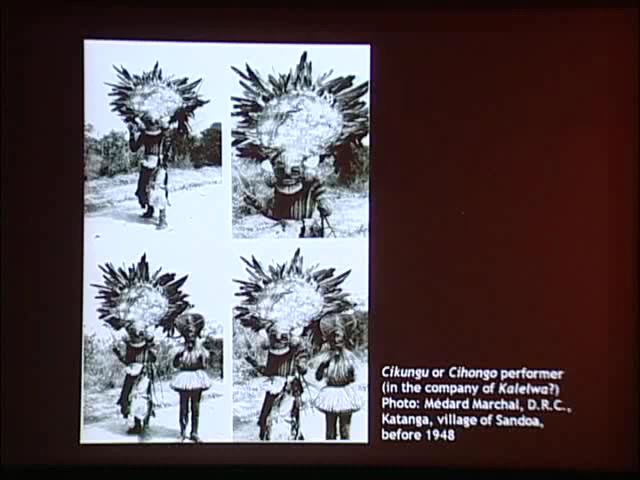 Cikungu or Cihongo performer
(in the company of Kalelwa?)
Photo: Médard Marchal, D.R.C.,
Katanga, village of Sandoa,
before 1948